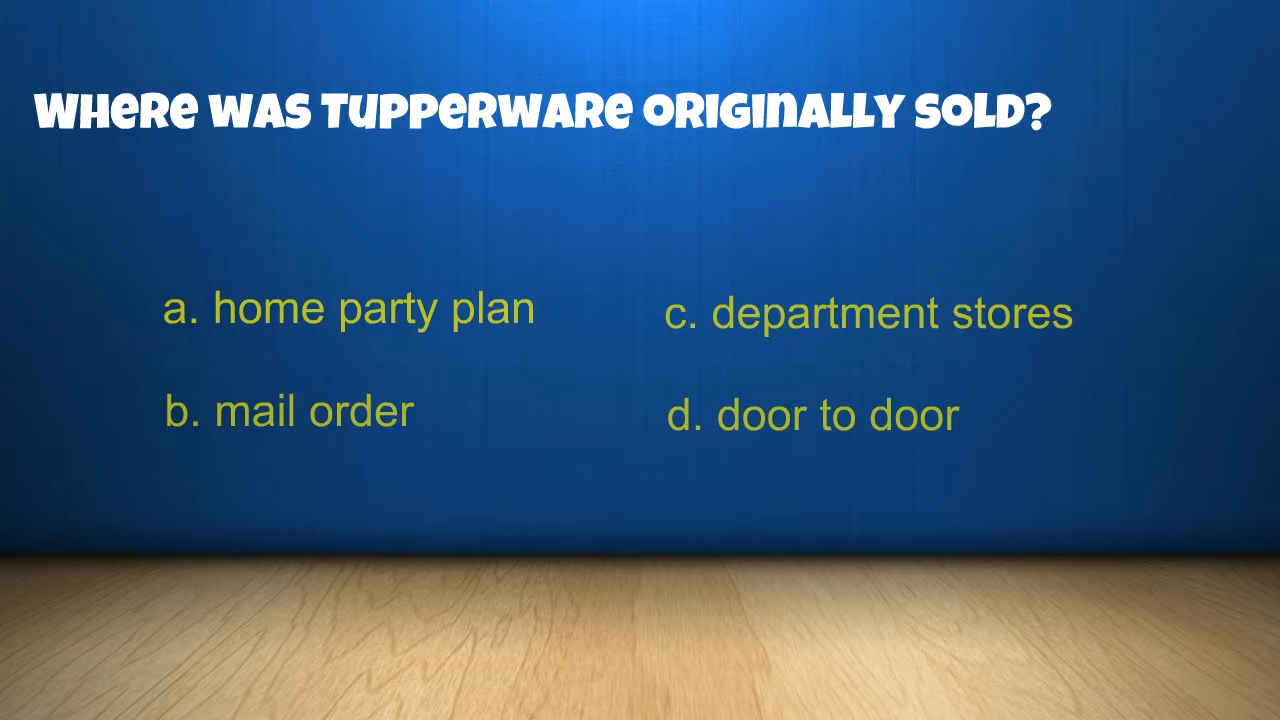 Where was Tupperware originally sold?
a. home party plan
b. mail order
c. department stores
d. door to door